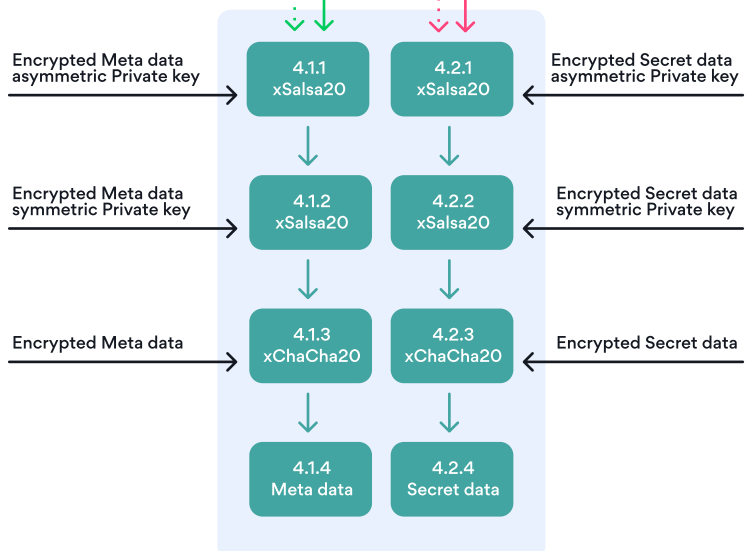 Encrypted Meta data
asymmetric Private key
4.1.1
xSalsa20
4.2.1
xSalsa20
Encrypted Secret data
asymmetric Private key
Encrypted Meta data
symmetric Private key
4.1.2
xSalsa20
4.2.2
xSalsa20
Encrypted Secret data
symmetric Private key
Encrypted Meta data
4.1.3
xChaCha20
4.2.3
xChaCha20
Encrypted Secret data
4.1.4
Meta data
4.2.4
Secret data